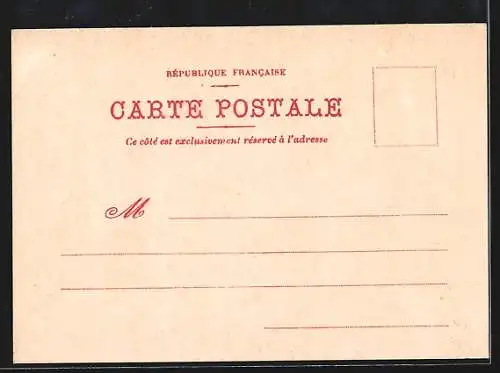 RÉPUBLIQUE FRANÇAISE
CARTE POSTALE
Ce côté est exclusivement réservé à l'adresse
M